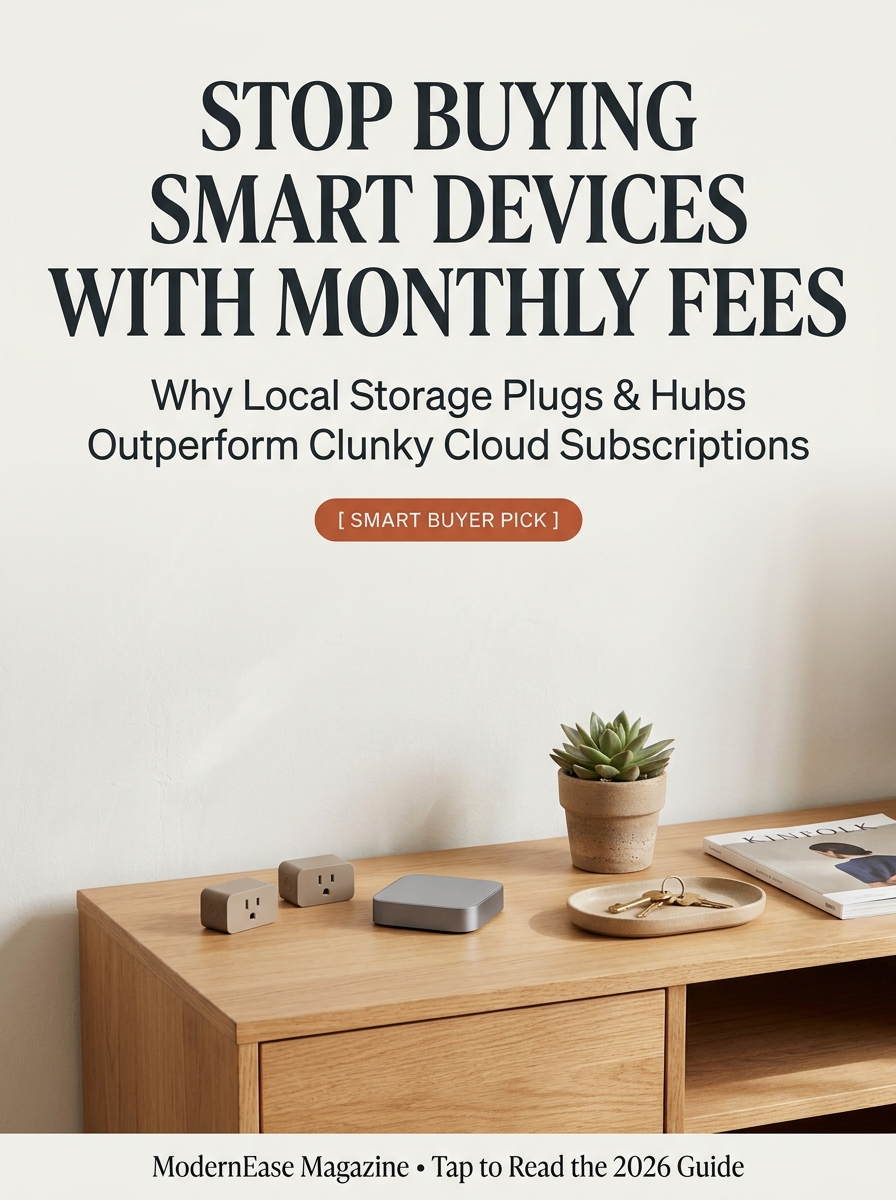 STOP BUYING
SMART DEVICES
WITH MONTHLY FEES
Why Local Storage Plugs & Hubs
Outperform Clunky Cloud Subscriptions
[ SMART BUYER PICK ]
KINFOLK
ModernEase Magazine • Tap to Read the 2026 Guide